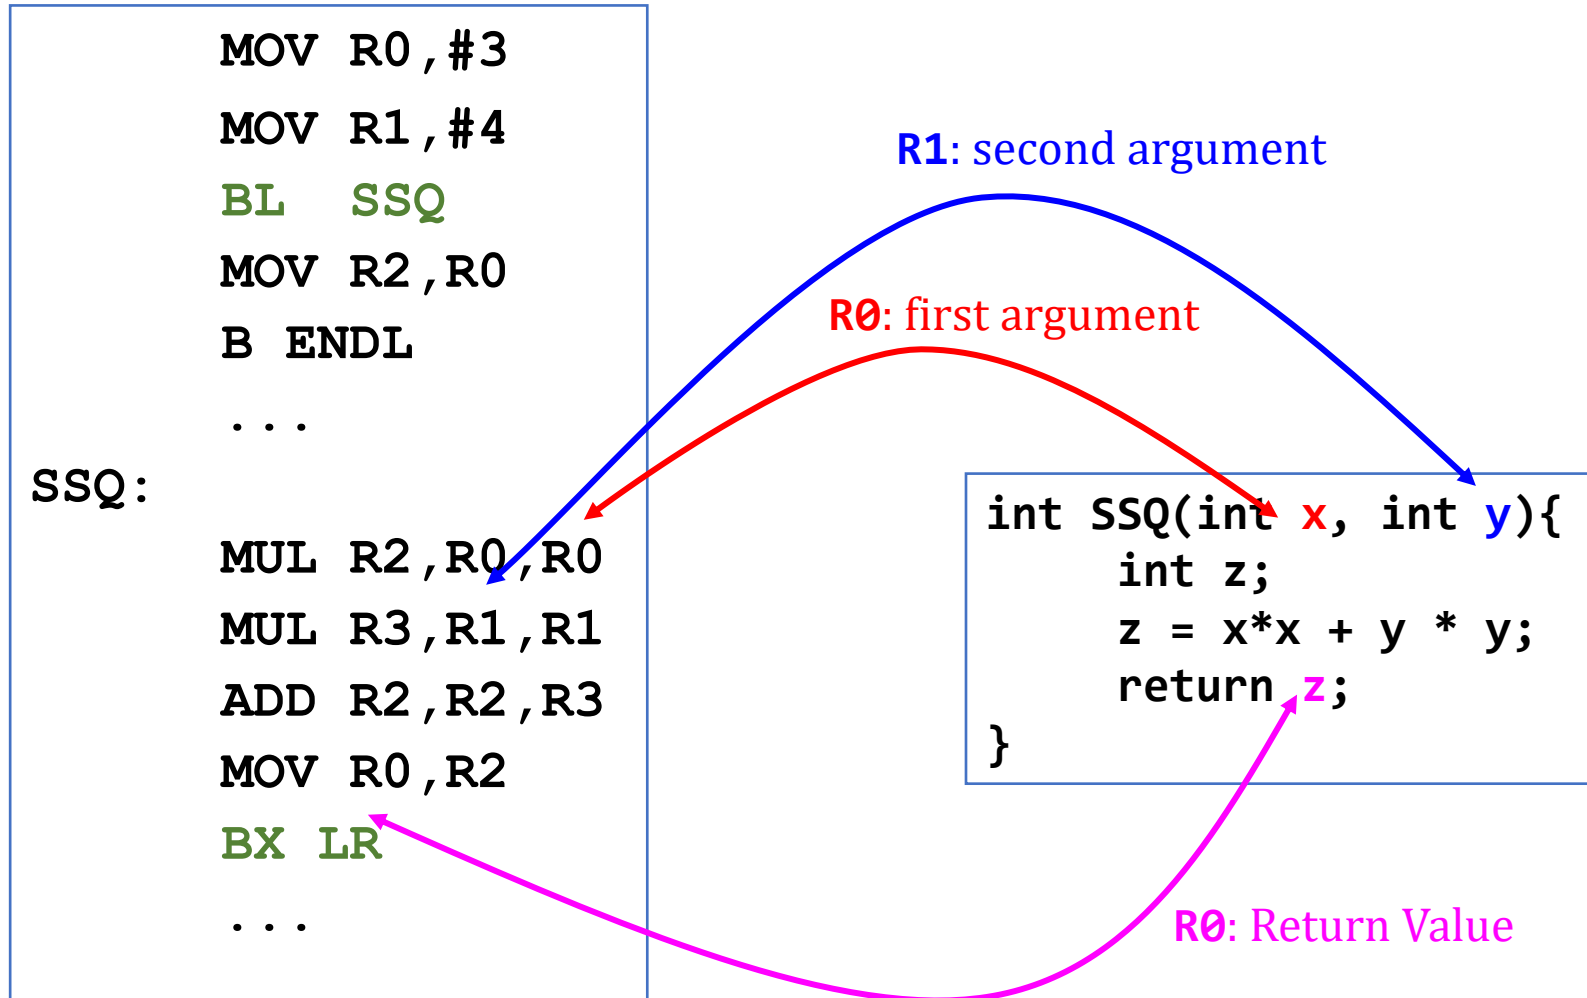 MOV R0,#3
MOV R1,#4
BL SSQ
MOV R2,R0
B ENDL
...
SSQ:
MUL R2,R0,R0
MUL R3,R1,R1
ADD R2,R2,R3
MOV R0,R2
BX LR
...
R1: second argument
R0: first argument
int SSQ(int x, int y){
int z;
z = x*x + y * y;
return z;
}
R0: Return Value